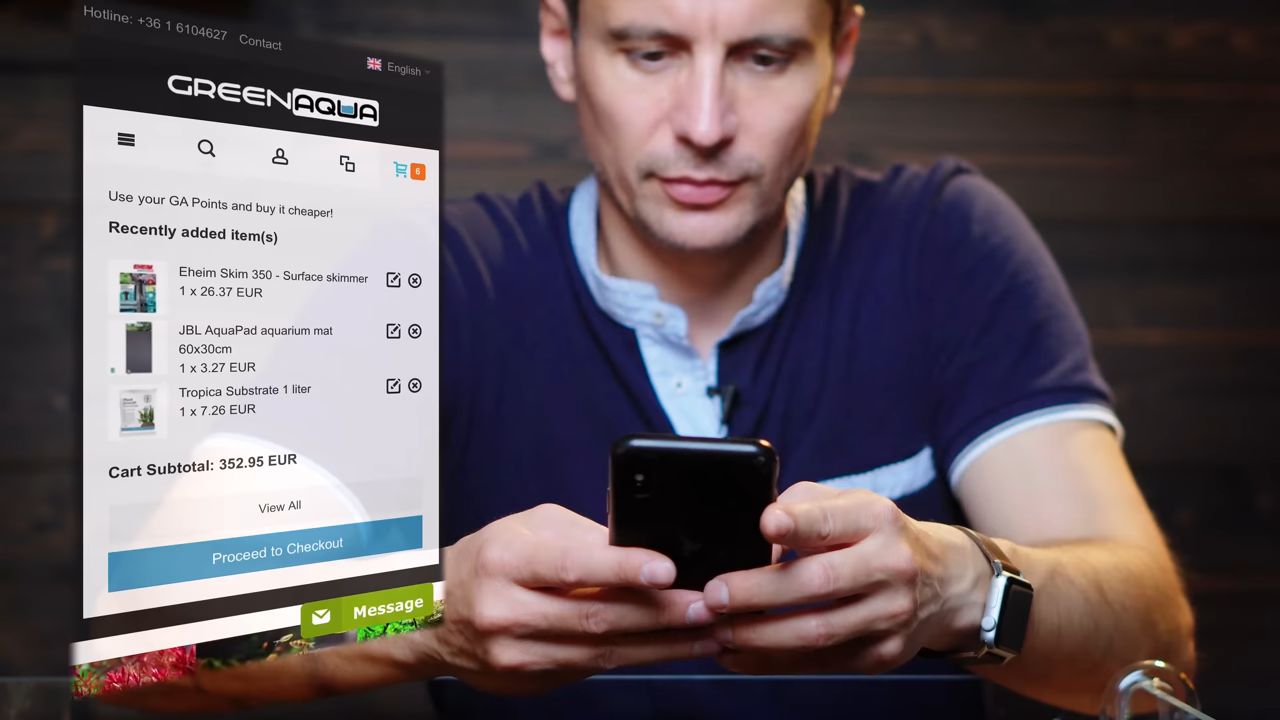 Hotline: +36 1 6104627 Contact
English
GREENAQUA
6
Use your GA Points and buy it cheaper!
Recently added item(s)
Eheim Skim 350 - Surface skimmer
1 x 26.37 EUR
JBL AquaPad aquarium mat
60x30cm
1 x 3.27 EUR
Tropica Substrate 1 liter
1 x 7.26 EUR
Cart Subtotal: 352.95 EUR
View All
Proceed to Checkout
Message